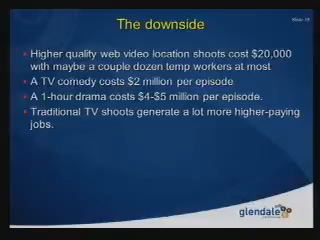 The downside
Higher quality web video location shoots cost $20,000
with maybe a couple dozen temp workers at most
A TV comedy costs $2 million per episode
A 1-hour drama costs $4-$5 million per episode.
Traditional TV shoots generate a lot more higher-paying
jobs.
glendale